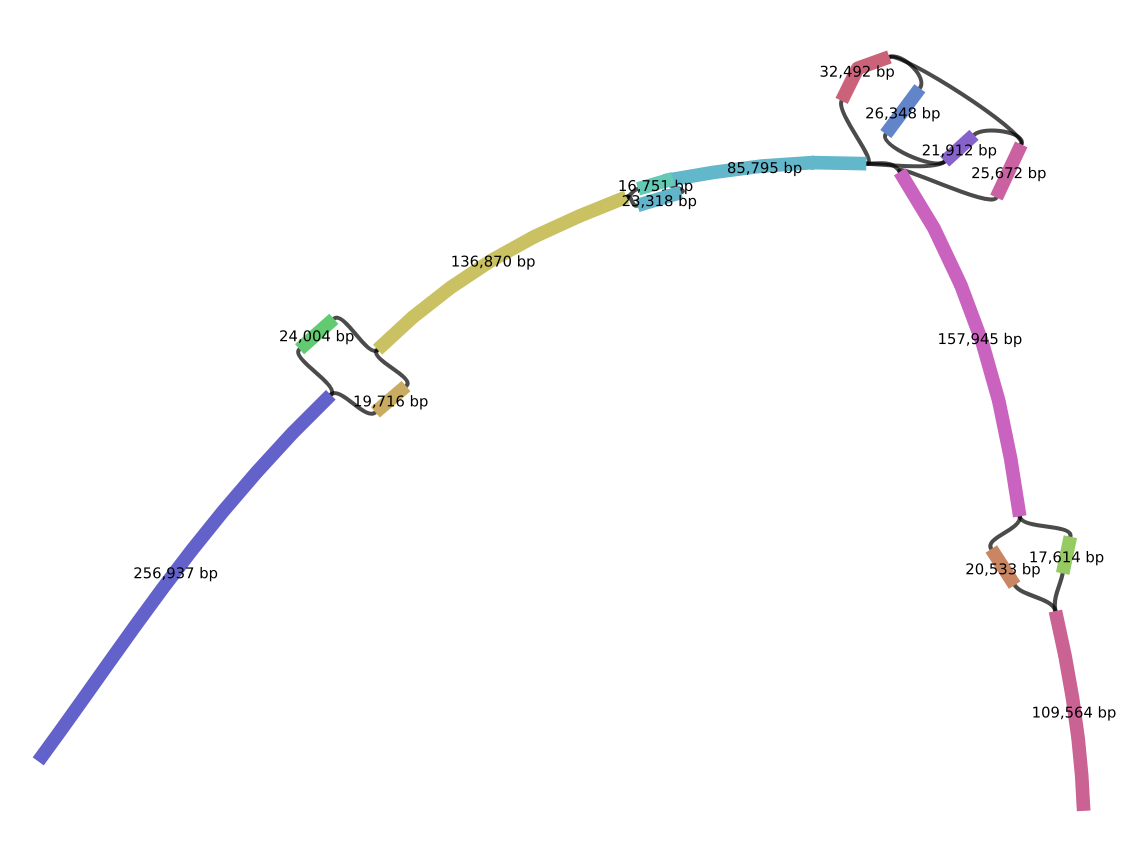 32,492 bp
26,348 bp
21,912 bp
85,795 bp
25,672 bp
16,751 bp
23,318 bp
136,870 bp
24,004 bp
157,945 bp
19,716 bp
17,614 bp
20,533 bp
256,937 bp
109,564 bp